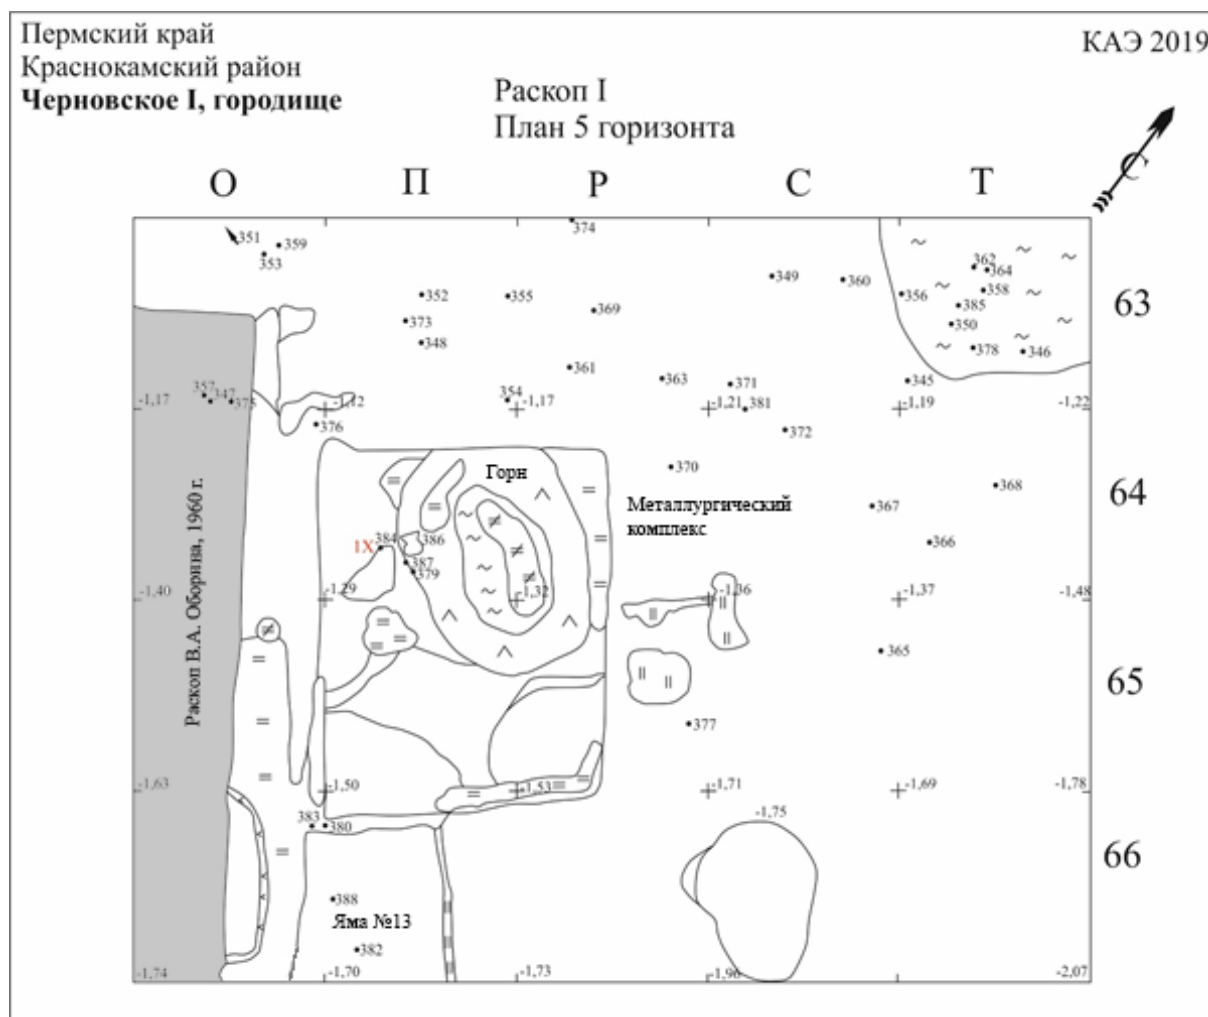 Пермский край
Краснокамский район
Черновское I, городище
КАЭ 2019
Раскоп I
План 5 горизонта
С
О П Р С Т
351 359
353
374
349 360
362
364
352 355 356 358
63
373 369 385
350
348 378 346
361 363 371 345
357 347 375 354
-1,17 -1,12 -1,17 -1,21 381 -1,19 -1,22
376 372
Горн
370 368
64
Металлургический
комплекс
367
1X 384 386 366
387
379
-1,40 -1,29 -1,32 -1,36 -1,37 -1,48
Раскоп В.А. Оборина, 1960 г.
365
65
377
-1,63 -1,50 -1,53 -1,71 -1,69 -1,78
383 380 -1,75
66
388
Яма №13
382
-1,74 -1,70 -1,73 -1,96 -2,07